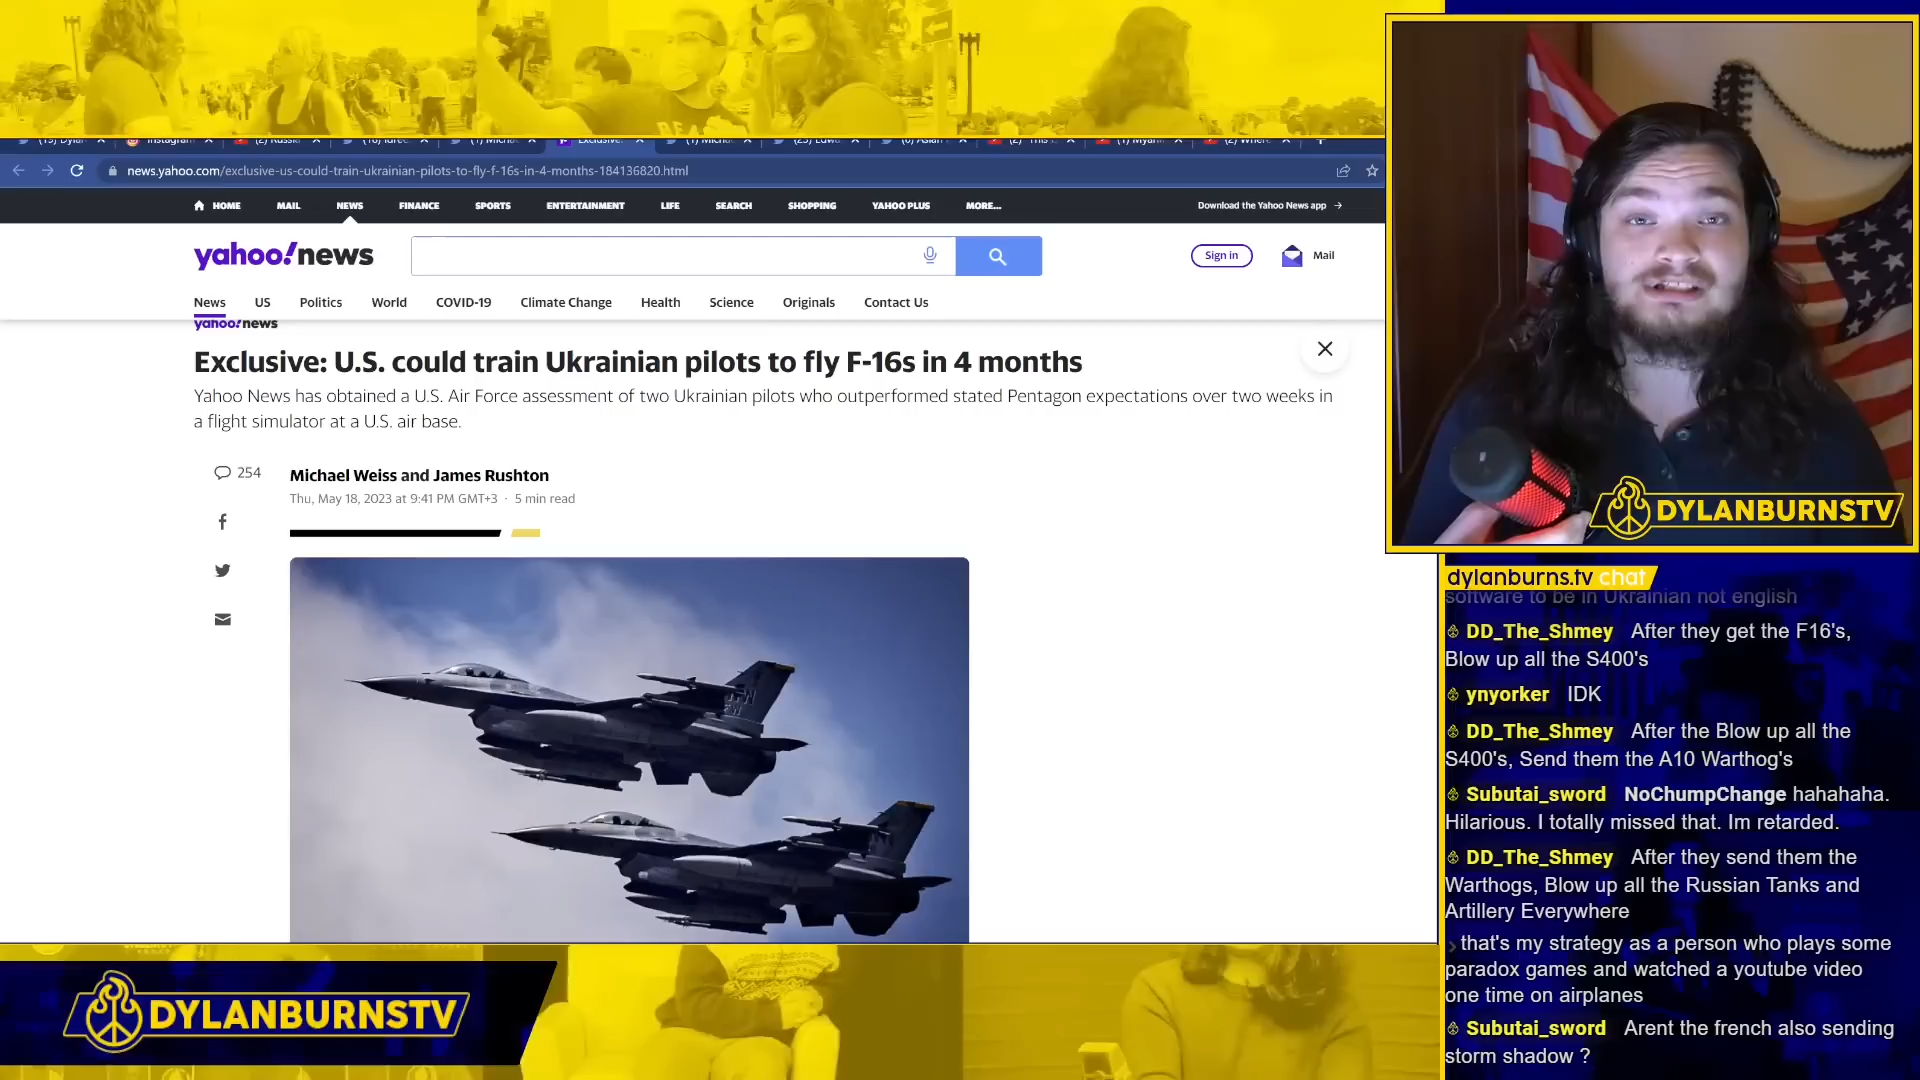 Instagram
(2) Russia
(1) Micha
Exclusive
news.yahoo.com/exclusive-us-could-train-ukrainian-pilots-to-fly-f-16s-in-4-months-184136820.html
HOME MAIL NEWS FINANCE SPORTS ENTERTAINMENT LIFE SEARCH SHOPPING YAHOO PLUS MORE... Download the Yahoo News app →
yahoo!news
Sign in
Mail
News US Politics World COVID-19 Climate Change Health Science Originals Contact Us
yahoo!news
Exclusive: U.S. could train Ukrainian pilots to fly F-16s in 4 months
Yahoo News has obtained a U.S. Air Force assessment of two Ukrainian pilots who outperformed stated Pentagon expectations over two weeks in
a flight simulator at a U.S. air base.
254
Michael Weiss and James Rushton
Thu, May 18, 2023 at 9:41 PM GMT+3 · 5 min read
DYLANBURNSTV
DYLANBURNSTV
dylanburns.tv chat
software to be in Ukrainian not english
DD_The_Shmey After they get the F16's,
Blow up all the S400's
ynyorker IDK
DD_The_Shmey After the Blow up all the
S400's, Send them the A10 Warthog's
Subutai_sword NoChumpChange hahahaha.
Hilarious. I totally missed that. Im retarded.
DD_The_Shmey After they send them the
Warthogs, Blow up all the Russian Tanks and
Artillery Everywhere
that's my strategy as a person who plays some
paradox games and watched a youtube video
one time on airplanes
Subutai_sword Arent the french also sending
storm shadow ?